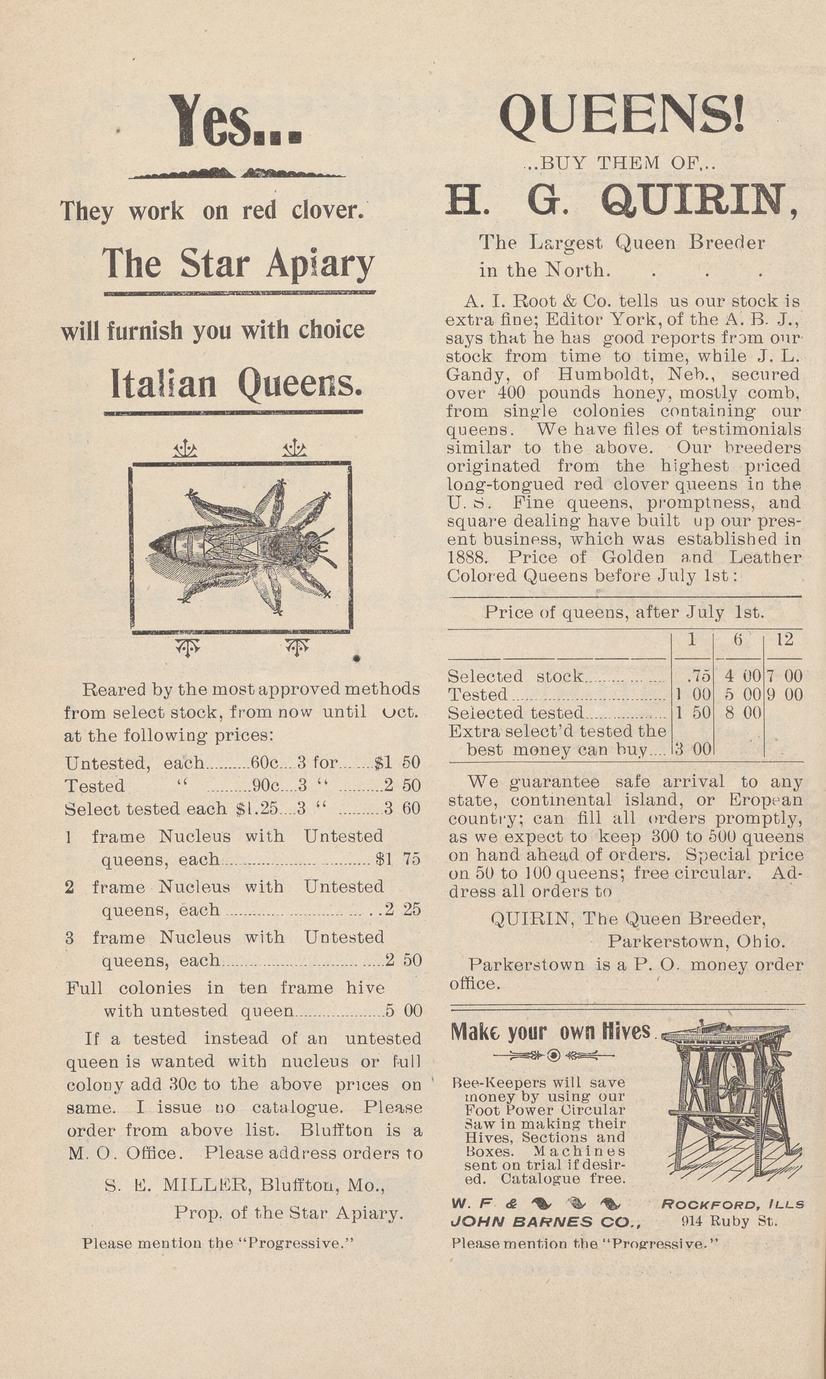 Yes...
They work on red clover.
The Star Apiary
will furnish you with choice
Italian Queens.
Reared by the most approved methods
from select stock, from now until Oct.
at the following prices:
Untested, each.........60c....3 for.......$1 50
Tested " .........90c....3 " .........2 50
Select tested each $1.25....3 " .........3 60
1 frame Nucleus with Untested
queens, each.............................. $1 75
2 frame Nucleus with Untested
queens, each ............................ ..2 25
3 frame Nucleus with Untested
queens, each................................2 50
Full colonies in ten frame hive
with untested queen...................5 00
If a tested instead of an untested
queen is wanted with nucleus or full
colony add 30c to the above prices on
same. I issue no catalogue. Please
order from above list. Bluffton is a
M. O. Office. Please address orders to
S. E. MILLER, Bluffton, Mo.,
Prop. of the Star Apiary.
Please mention the "Progressive."
QUEENS!
...BUY THEM OF...
H. G. QUIRIN,
The Largest Queen Breeder
in the North. . . .
A. I. Root & Co. tells us our stock is
extra fine; Editor York, of the A. B. J.,
says that he has good reports from our
stock from time to time, while J. L.
Gandy, of Humboldt, Neb., secured
over 400 pounds honey, mostly comb,
from single colonies containing our
queens. We have files of testimonials
similar to the above. Our breeders
originated from the highest priced
long-tongued red clover queens in the
U. S. Fine queens, promptness, and
square dealing have built up our pres-
ent business, which was established in
1888. Price of Golden and Leather
Colored Queens before July 1st:
Price of queens, after July 1st.
1 6 12
Selected stock................ .75 4 00 7 00
Tested.............................. 1 00 5 00 9 00
Selected tested................ 1 50 8 00
Extra select'd tested the
best money can buy.... 3 00
We guarantee safe arrival to any
state, continental island, or Eropean
country; can fill all orders promptly,
as we expect to keep 300 to 500 queens
on hand ahead of orders. Special price
on 50 to 100 queens; free circular. Ad-
dress all orders to
QUIRIN, The Queen Breeder,
Parkerstown, Ohio.
Parkerstown is a P. O. money order
office.
Make your own Hives.
Bee-Keepers will save
money by using our
Foot Power Circular
Saw in making their
Hives, Sections and
Boxes. Machines
sent on trial if desir-
ed. Catalogue free.
W. F & ROCKFORD, ILLS
JOHN BARNES CO., 914 Ruby St.
Please mention the "Progressive."